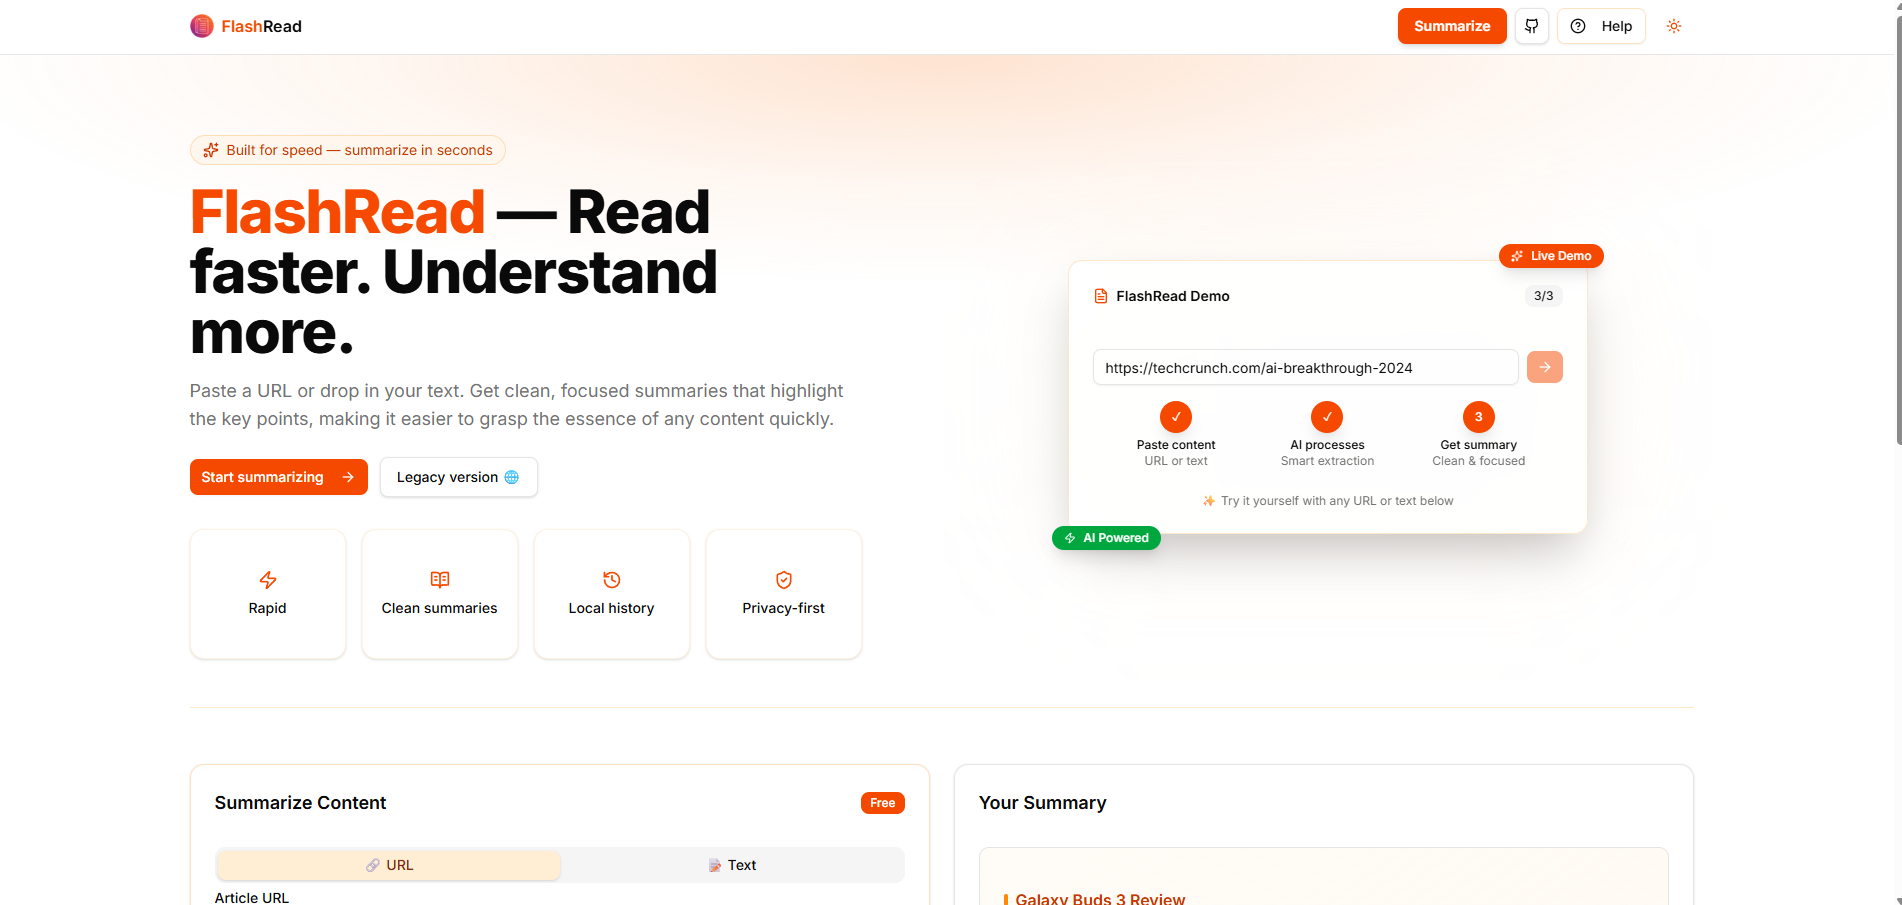 FlashRead
Summarize
Help
Built for speed — summarize in seconds
FlashRead — Read
faster. Understand
more.
Paste a URL or drop in your text. Get clean, focused summaries that highlight
the key points, making it easier to grasp the essence of any content quickly.
Start summarizing
Legacy version
Rapid
Clean summaries
Local history
Privacy-first
Live Demo
FlashRead Demo
3/3
https://techcrunch.com/ai-breakthrough-2024
3
Paste content
AI processes
Get summary
URL or text
Smart extraction
Clean & focused
Try it yourself with any URL or text below
AI Powered
Summarize Content
Free
URL
Text
Article URL
Your Summary
Galaxy Buds 3 Review